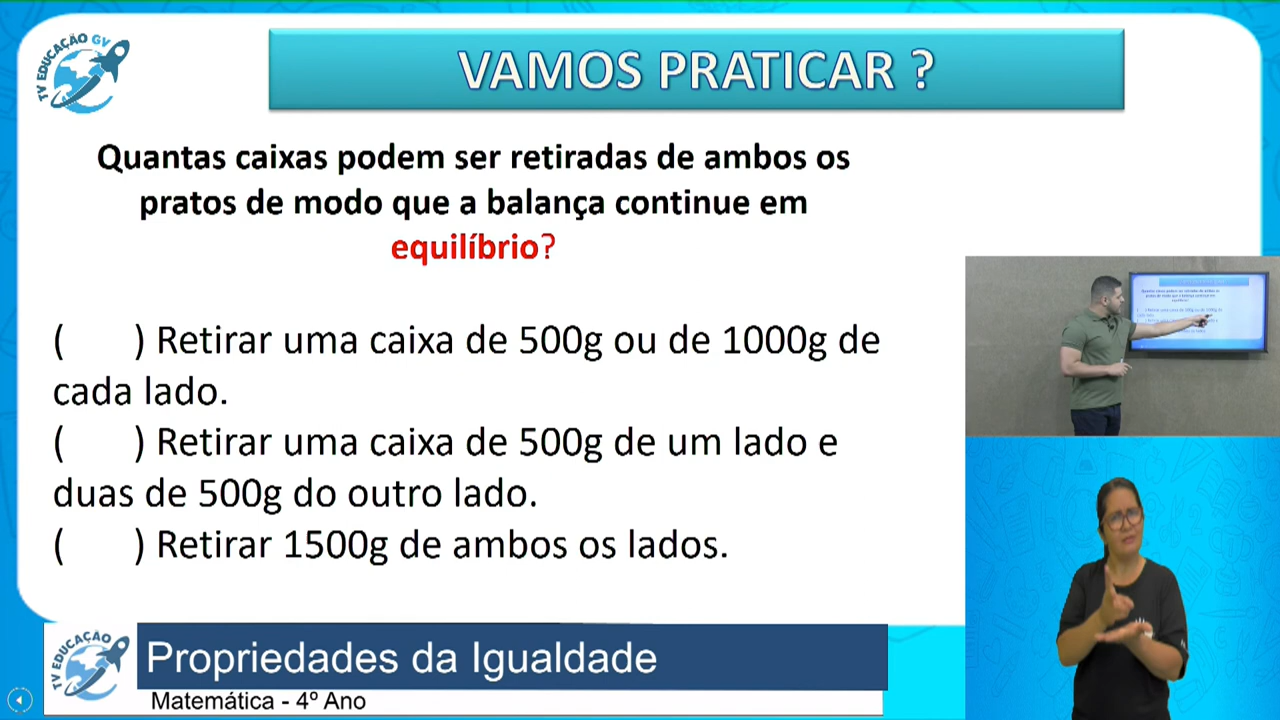 TV EDUCAÇÃO GV
VAMOS PRATICAR ?
Quantas caixas podem ser retiradas de ambos os
pratos de modo que a balança continue em
equilíbrio?
(      ) Retirar uma caixa de 500g ou de 1000g de
cada lado.
(      ) Retirar uma caixa de 500g de um lado e
duas de 500g do outro lado.
(      ) Retirar 1500g de ambos os lados.
TV EDUCAÇÃO
Propriedades da Igualdade
Matemática - 4º Ano